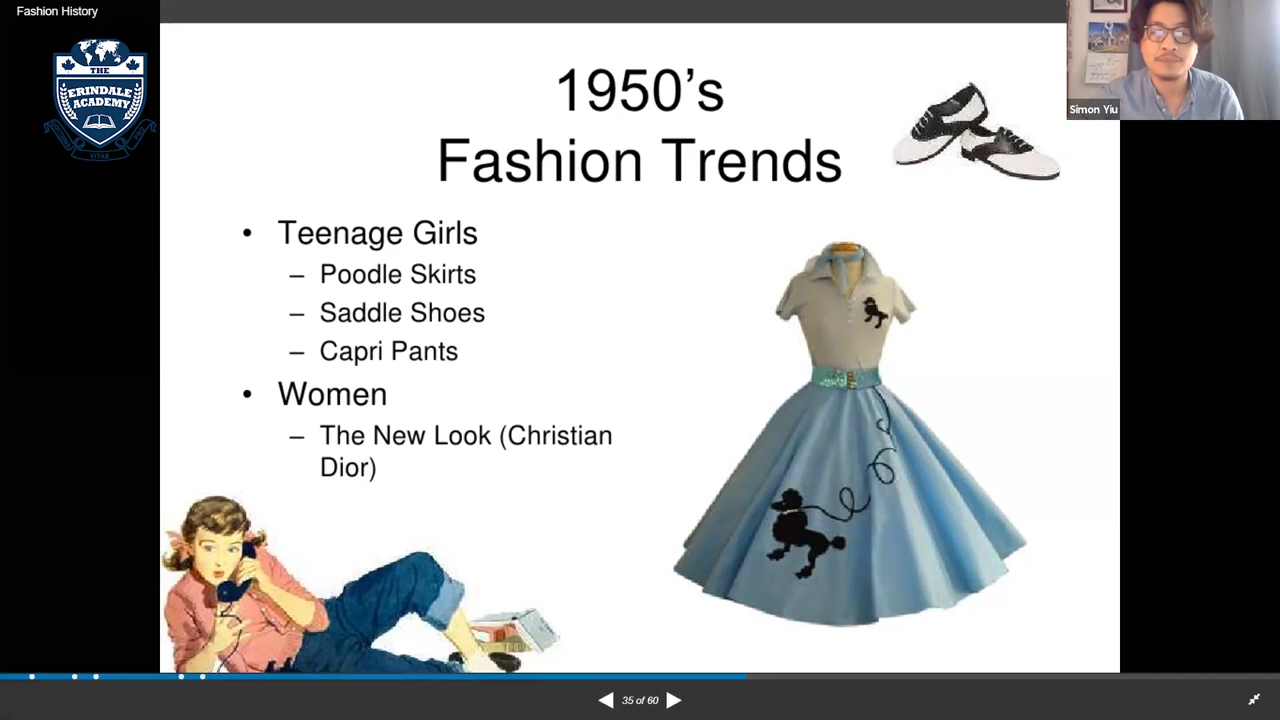 Fashion History
THE
ERINDALE
ACADEMY
VITAE
Simon Yiu
1950’s
Fashion Trends
• Teenage Girls
– Poodle Skirts
– Saddle Shoes
– Capri Pants
• Women
– The New Look (Christian
Dior)
35 of 60